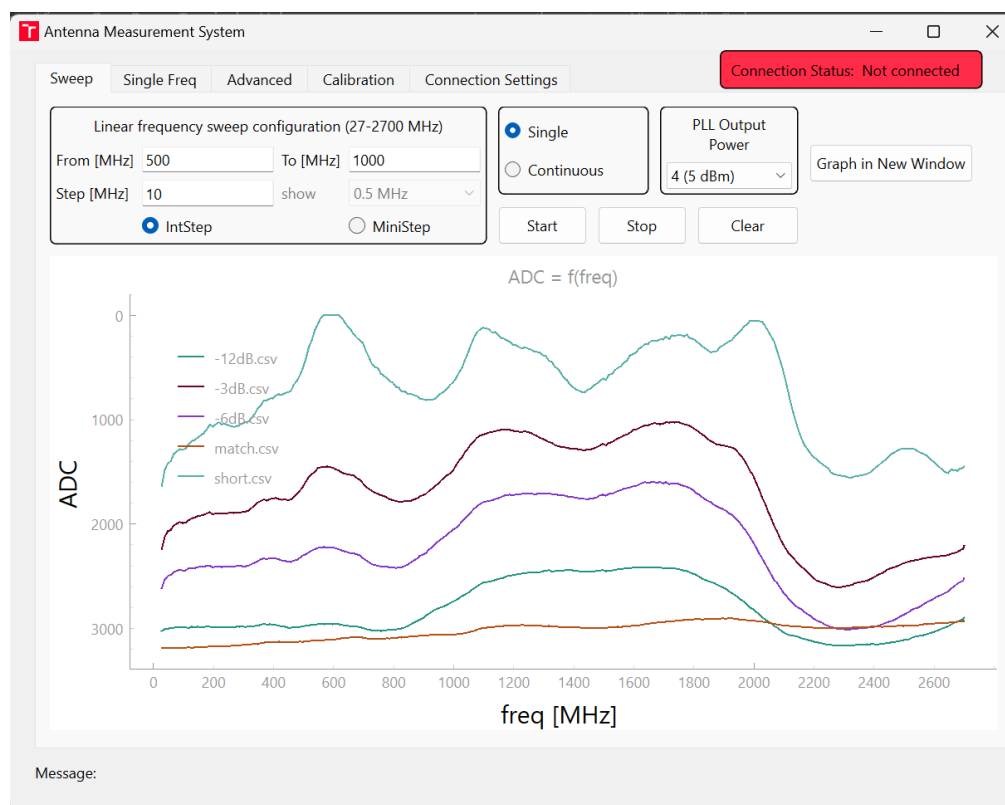 Antenna Measurement System
Sweep Single Freq Advanced Calibration Connection Settings
Connection Status: Not connected
Linear frequency sweep configuration (27-2700 MHz)
From [MHz] 500 To [MHz] 1000
Step [MHz] 10 show 0.5 MHz
IntStep MiniStep
Single
Continuous
PLL Output
Power
4 (5 dBm)
Graph in New Window
Start Stop Clear
ADC = f(freq)
ADC
0
1000
2000
3000
-12dB.csv
-3dB.csv
-6dB.csv
match.csv
short.csv
0 200 400 600 800 1000 1200 1400 1600 1800 2000 2200 2400 2600
freq [MHz]
Message: